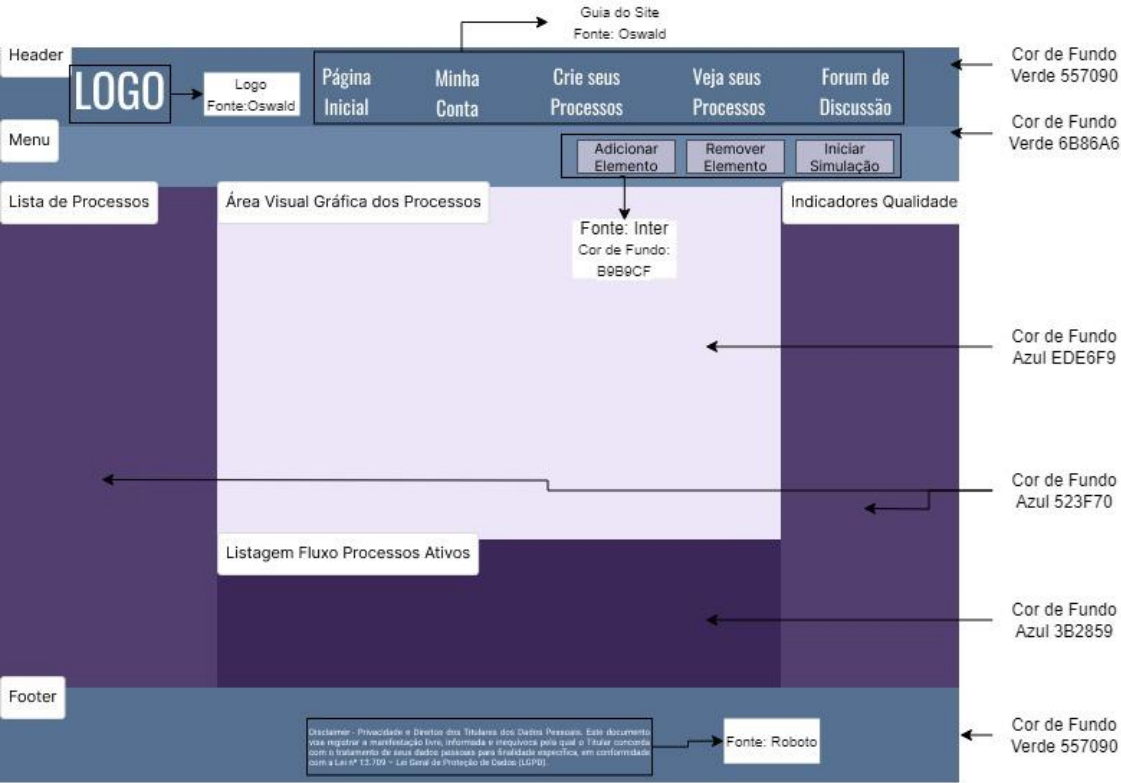 Guia do Site
Fonte: Oswald
Header
LOGO
Logo
Fonte:Oswald
Página
Inicial
Minha
Conta
Crie seus
Processos
Veja seus
Processos
Forum de
Discussão
Cor de Fundo
Verde 557090
Menu
Adicionar
Elemento
Remover
Elemento
Iniciar
Simulação
Cor de Fundo
Verde 6B86A6
Lista de Processos
Área Visual Gráfica dos Processos
Indicadores Qualidade
Fonte: Inter
Cor de Fundo:
B9B9CF
Cor de Fundo
Azul EDE6F9
Cor de Fundo
Azul 523F70
Listagem Fluxo Processos Ativos
Cor de Fundo
Azul 3B2859
Footer
Disclaimer - Privacidade e Direitos dos Titulares dos Dados Pessoais. Este documento
visa registrar a manifestação livre, informada e inequívoca pela qual o Titular concorda
com o tratamento de seus dados pessoais para finalidade específica, em conformidade
com a Lei nº 13.709 – Lei Geral de Proteção de Dados (LGPD).
Fonte: Roboto
Cor de Fundo
Verde 557090